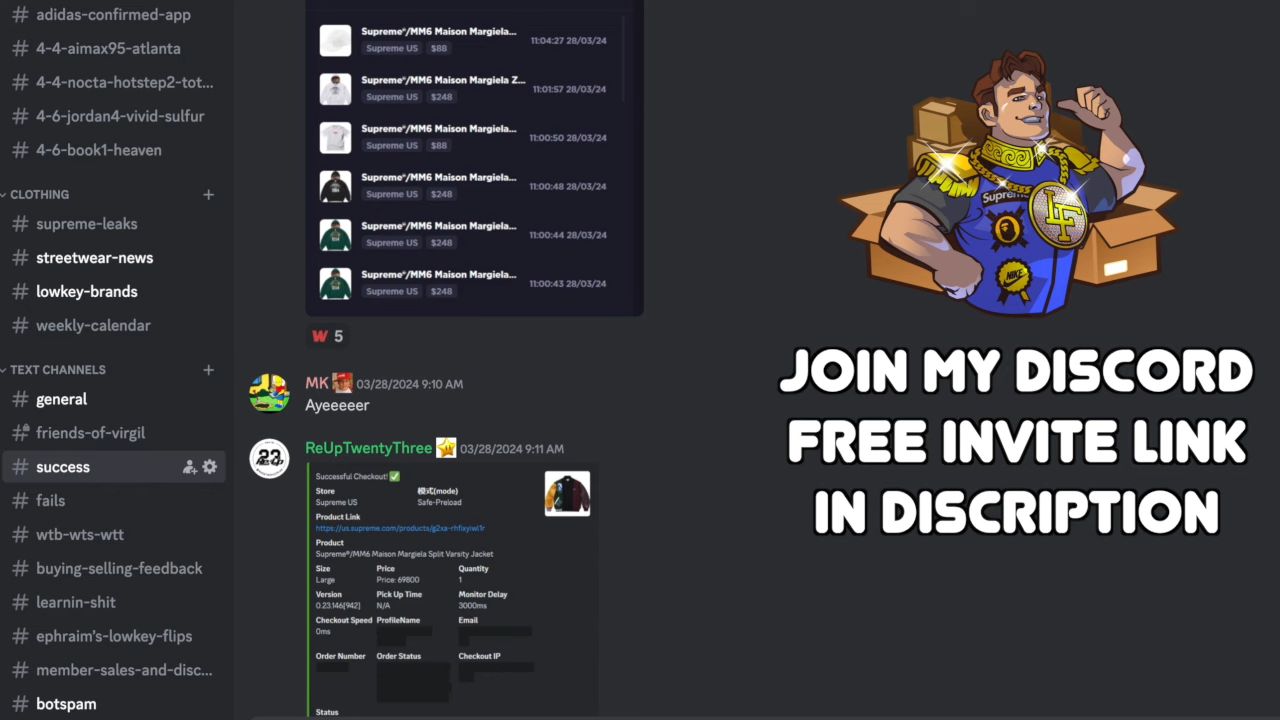 adidas-confirmed-app
4-4-aimax95-atlanta
4-4-nocta-hotstep2-tot...
4-6-jordan4-vivid-sulfur
4-6-book1-heaven
CLOTHING
supreme-leaks
streetwear-news
lowkey-brands
weekly-calendar
TEXT CHANNELS
general
friends-of-virgil
success
fails
wtb-wts-wtt
buying-selling-feedback
learnin-shit
ephraim's-lowkey-flips
member-sales-and-disc...
botspam
Supreme®/MM6 Maison Margiela...
Supreme US $88
11:04:27 28/03/24
Supreme®/MM6 Maison Margiela Z...
Supreme US $248
11:01:57 28/03/24
Supreme®/MM6 Maison Margiela...
Supreme US $88
11:00:50 28/03/24
Supreme®/MM6 Maison Margiela...
Supreme US $248
11:00:48 28/03/24
Supreme®/MM6 Maison Margiela...
Supreme US $248
11:00:44 28/03/24
Supreme®/MM6 Maison Margiela...
Supreme US $248
11:00:43 28/03/24
W 5
MK 03/28/2024 9:10 AM
Ayeeeeer
23
ReUpTwentyThree 03/28/2024 9:11 AM
Successful Checkout!
Store 模式(mode)
Supreme US Safe-Preload
Product Link
https://us.supreme.com/products/g2xa-rhfixyiwl1r
Product
Supreme®/MM6 Maison Margiela Split Varsity Jacket
Size Price Quantity
Large Price: 69800 1
Version Pick Up Time Monitor Delay
0.23.146[942] N/A 3000ms
Checkout Speed ProfileName Email
0ms
Order Number Order Status Checkout IP
Status
Supreme
LF
NIKE
JOIN MY DISCORD
FREE INVITE LINK
IN DISCRIPTION